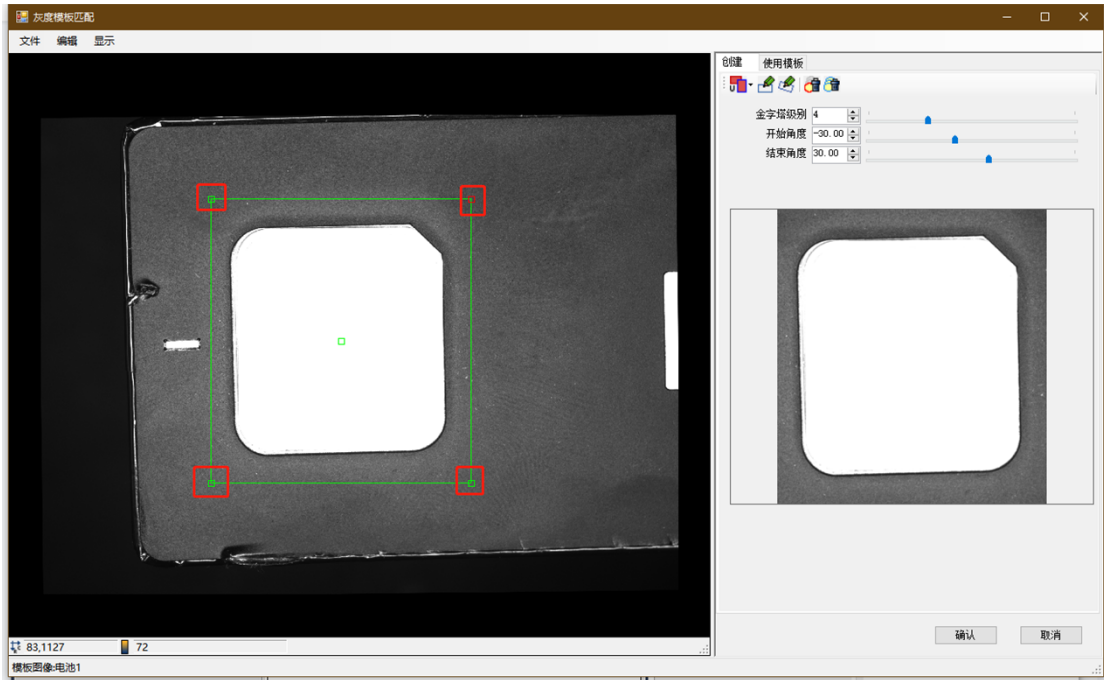 灰度模板匹配
文件 编辑 显示
创建 使用模板
金字塔级别 4
开始角度 -30.00
结束角度 30.00
确认 取消
83,1127 72
模板图像:电池1